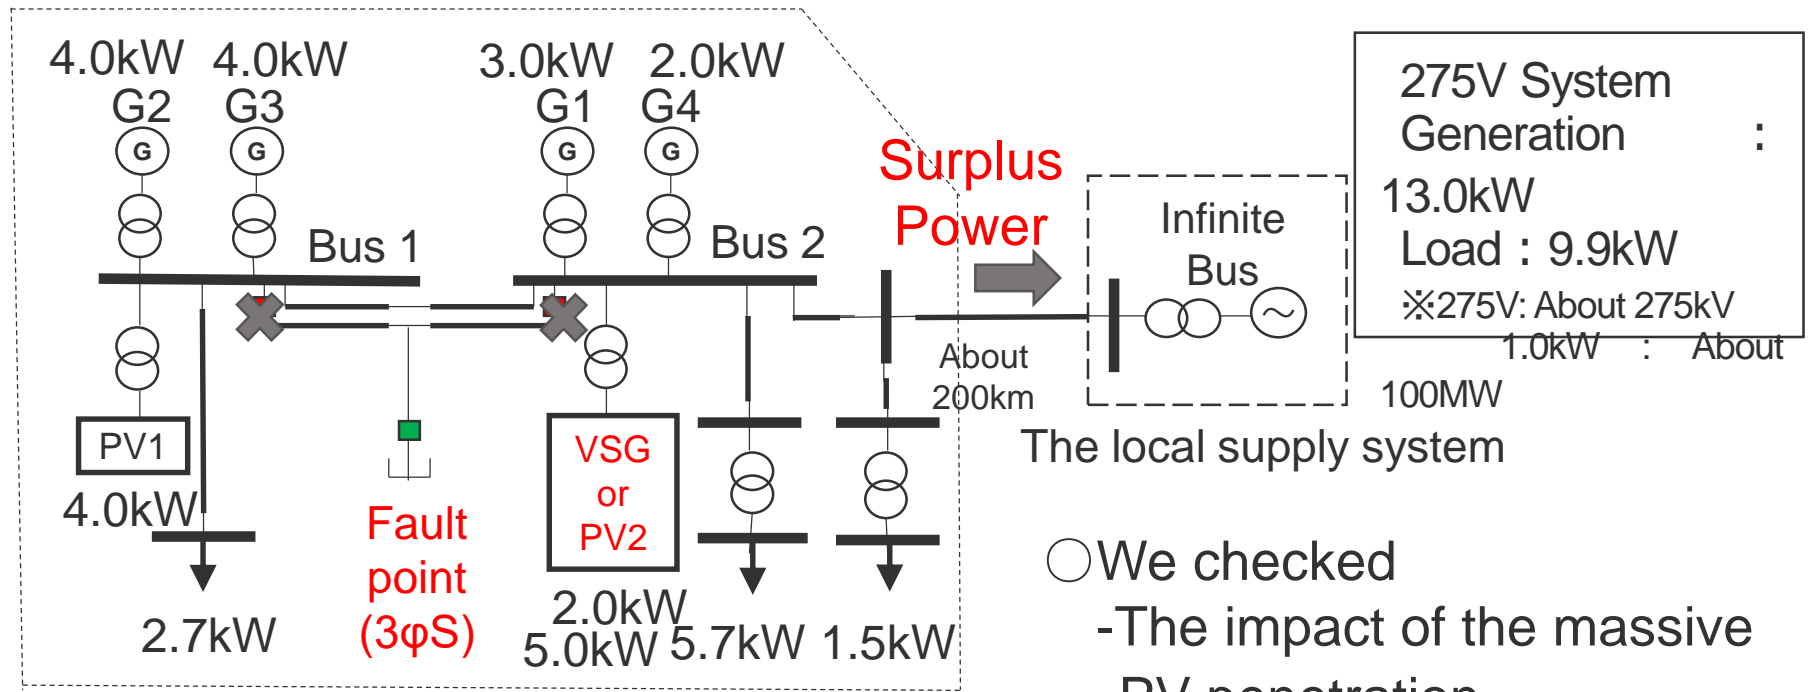 4.0kW 4.0kW 3.0kW 2.0kW
G2 G3 G1 G4
G G G G
Bus 1
Bus 2
Surplus
Power
Infinite
Bus
275V System
Generation :
13.0kW
Load : 9.9kW
※275V: About 275kV
1.0kW : About
100MW
About
200km
The local supply system
PV1
4.0kW
2.7kW
Fault
point
(3φS)
VSG
or
PV2
2.0kW
5.0kW
5.7kW
1.5kW
○We checked
-The impact of the massive
PV penetration